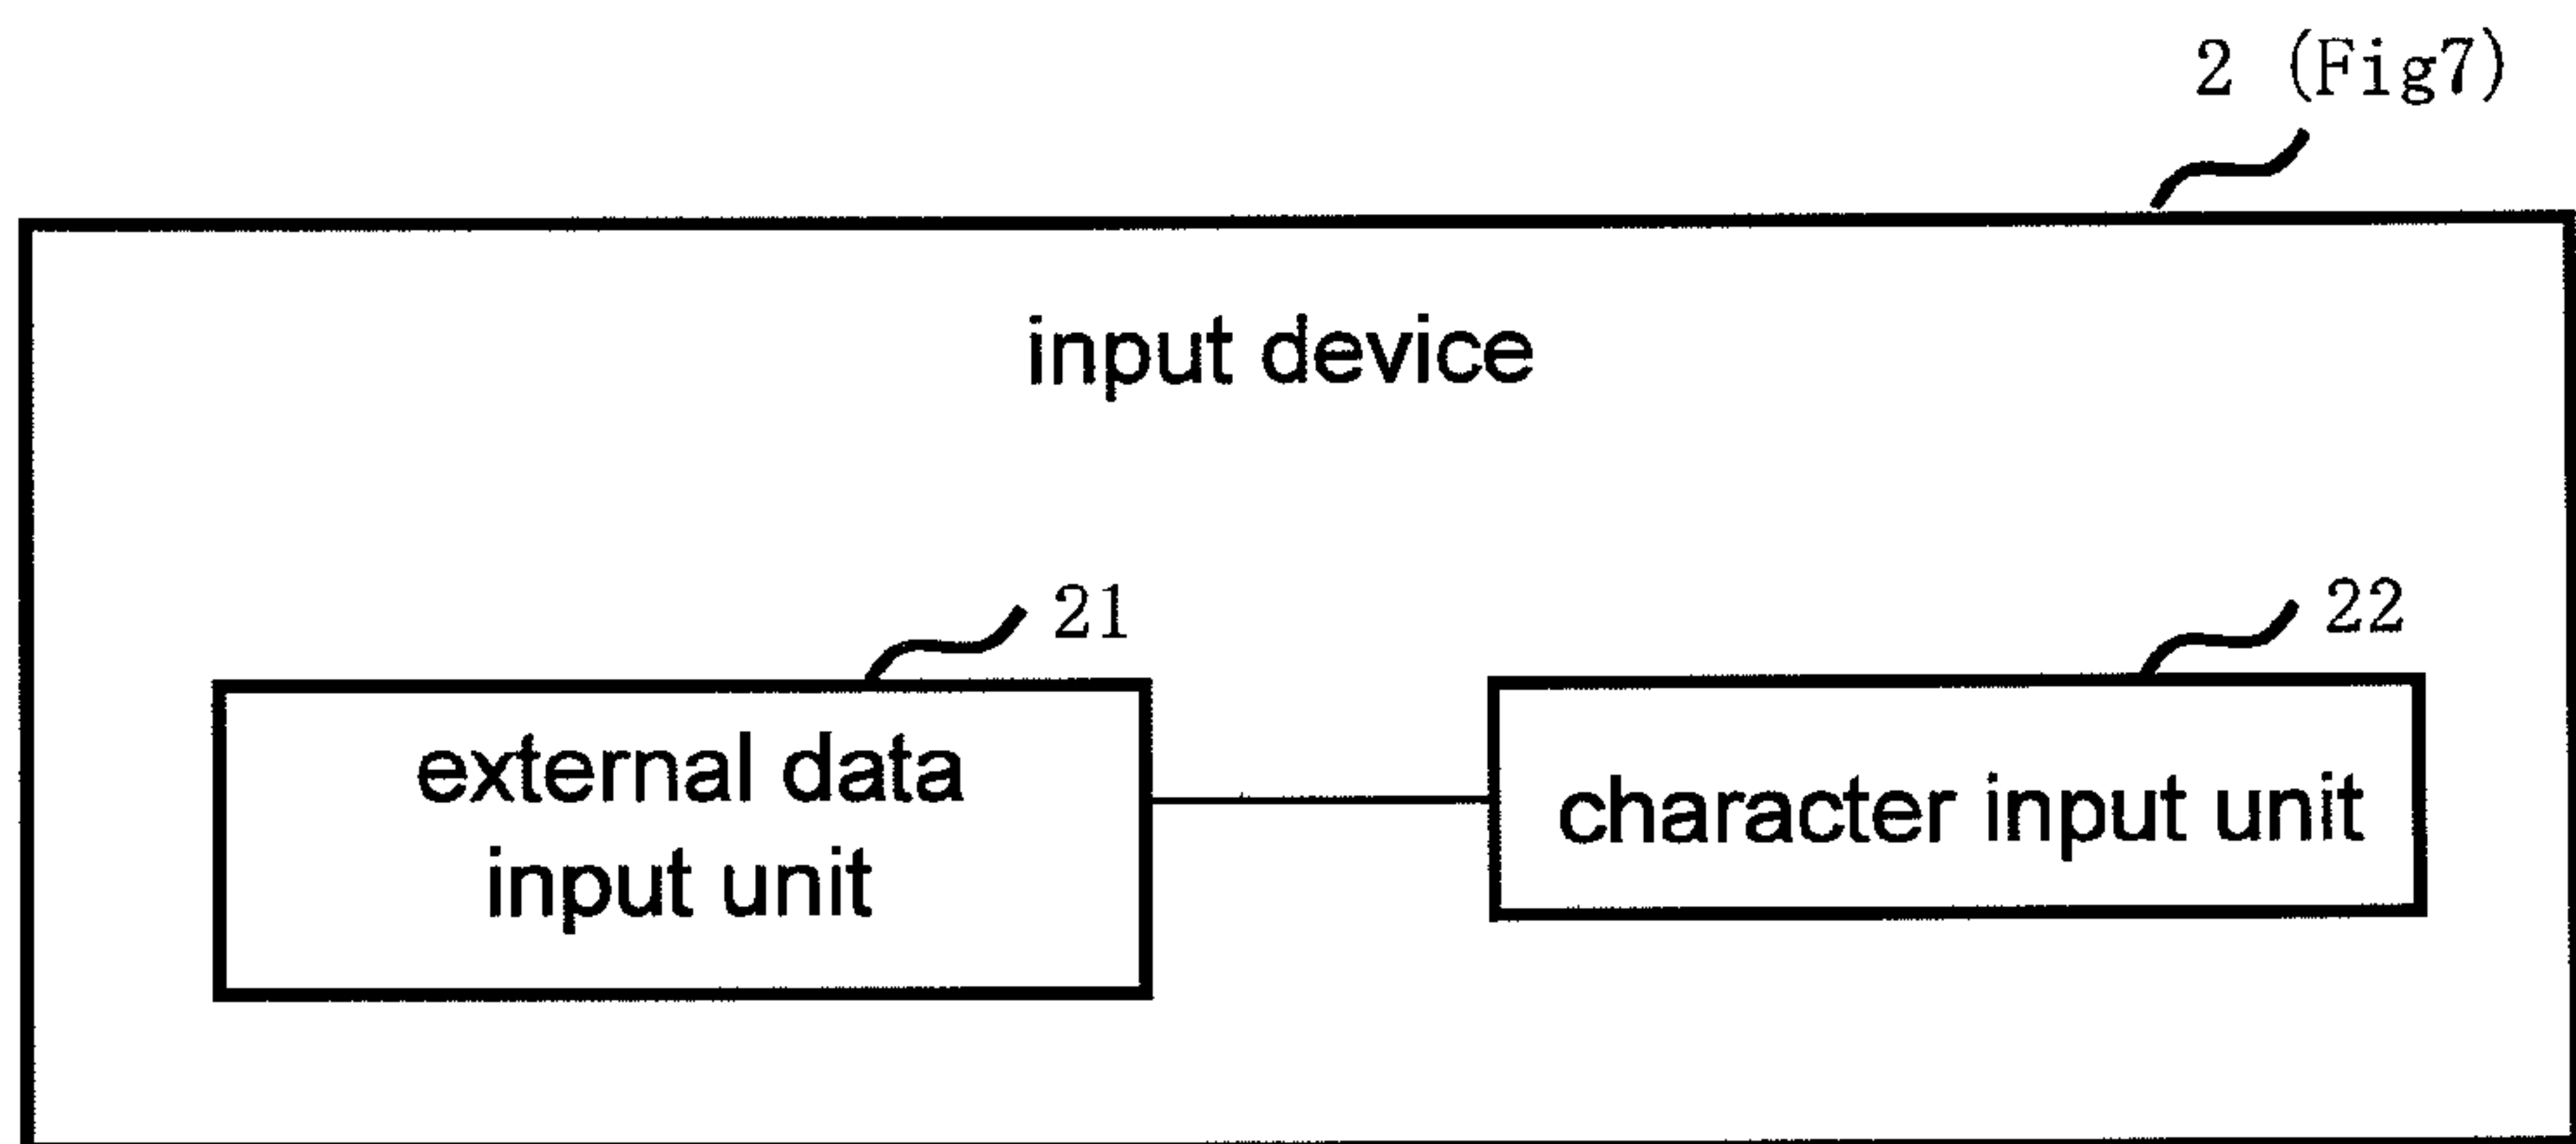 2 (Fig7)
input device
21
22
external data
input unit
character input unit